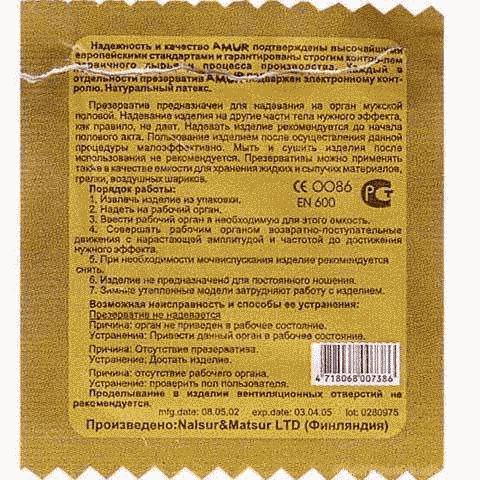 Надежность и качество AMUR подтверждены высочайшими
европейскими стандартами и гарантированы строгим контролем
первичного сырья и процесса производства. Каждый в
отдельности презерватив AMUR подвержен электронному конт-
ролю. Натуральный латекс.
Презерватив предназначен для надевания на орган мужской
половой. Надевание изделия на другие части тела нужного эффекта,
как правило, не дает. Надевать изделие рекомендуется до начала
полового акта. Пользование изделием после осуществления данной
процедуры малоэффективно. Мыть и сушить изделия после
использования не рекомендуется. Презервативы можно применять
также в качестве емкости для хранения жидких и сыпучих материалов,
грелки, воздушных шариков.
Порядок работы:
1. Извлечь изделие из упаковки.
2. Надеть на рабочий орган.
3. Ввести рабочий орган в необходимую для этого емкость.
4. Совершать рабочим органом возвратно-поступательные
движения с нарастающей амплитудой и частотой до достижения
нужного эффекта.
5. При необходимости мочеиспускания изделие рекомендуется
снять.
6. Изделие не предназначено для постоянного ношения.
7. Зимние утепленные модели затрудняют работу с изделием.
CE 0086
EN 600
РСТ
Возможная неисправность и способы ее устранения:
Презерватив не надевается
Причина: орган не приведен в рабочее состояние.
Устранение: Привести данный орган в рабочее состояние.
Причина: Отсутствие презерватива.
Устранение: Достать изделие.
Причина: отсутствие рабочего органа.
Устранение: проверить пол пользователя.
4 718068 007386
Проделывание в изделии вентиляционных отверстий не
рекомендуется.
mfg.date: 08.05.02 exp.date: 03.04.05 lot: 0280975
Произведено:Nalsur&Matsur LTD (Финляндия)